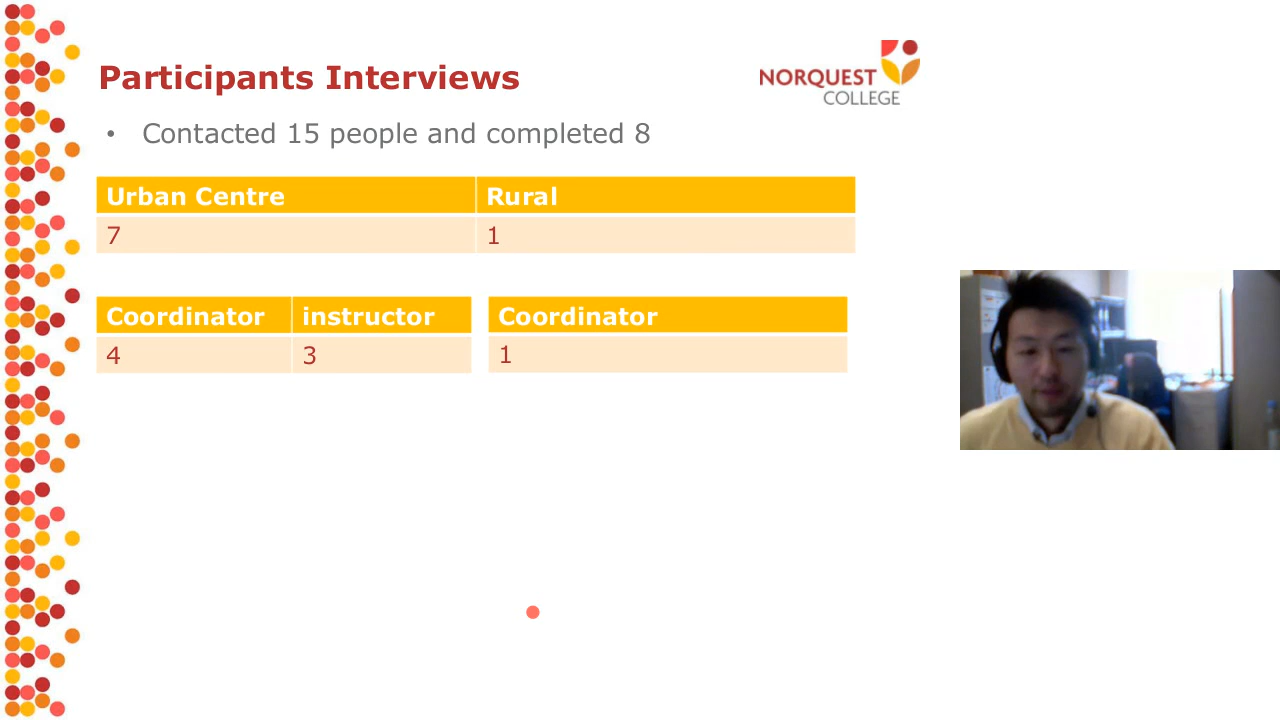 Participants Interviews
NORQUEST
COLLEGE
• Contacted 15 people and completed 8
Urban Centre Rural
7 1
Coordinator instructor Coordinator
4 3 1